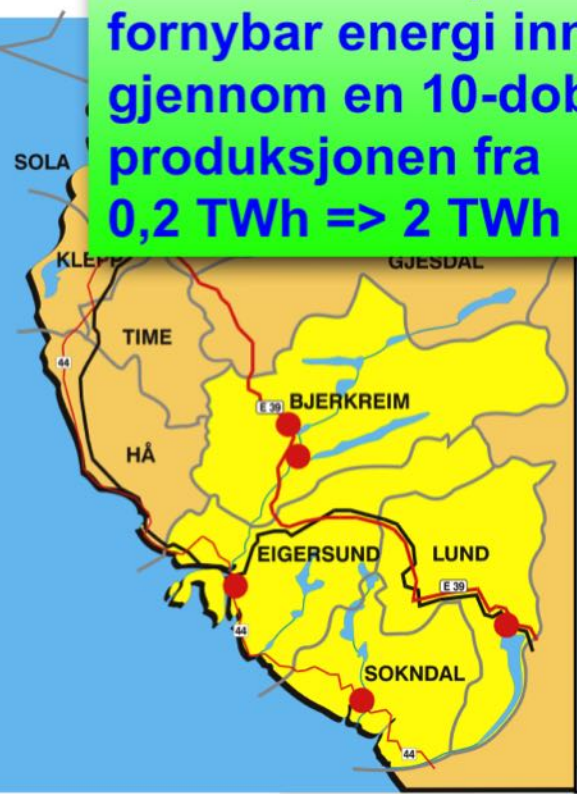 fornybar energi inn
gjennom en 10-dob
produksjonen fra
0,2 TWh => 2 TWh
SOLA
KLEPP
GJESDAL
TIME
44
E 39
BJERKREIM
HÅ
EIGERSUND
LUND
E 39
44
SOKNDAL
44